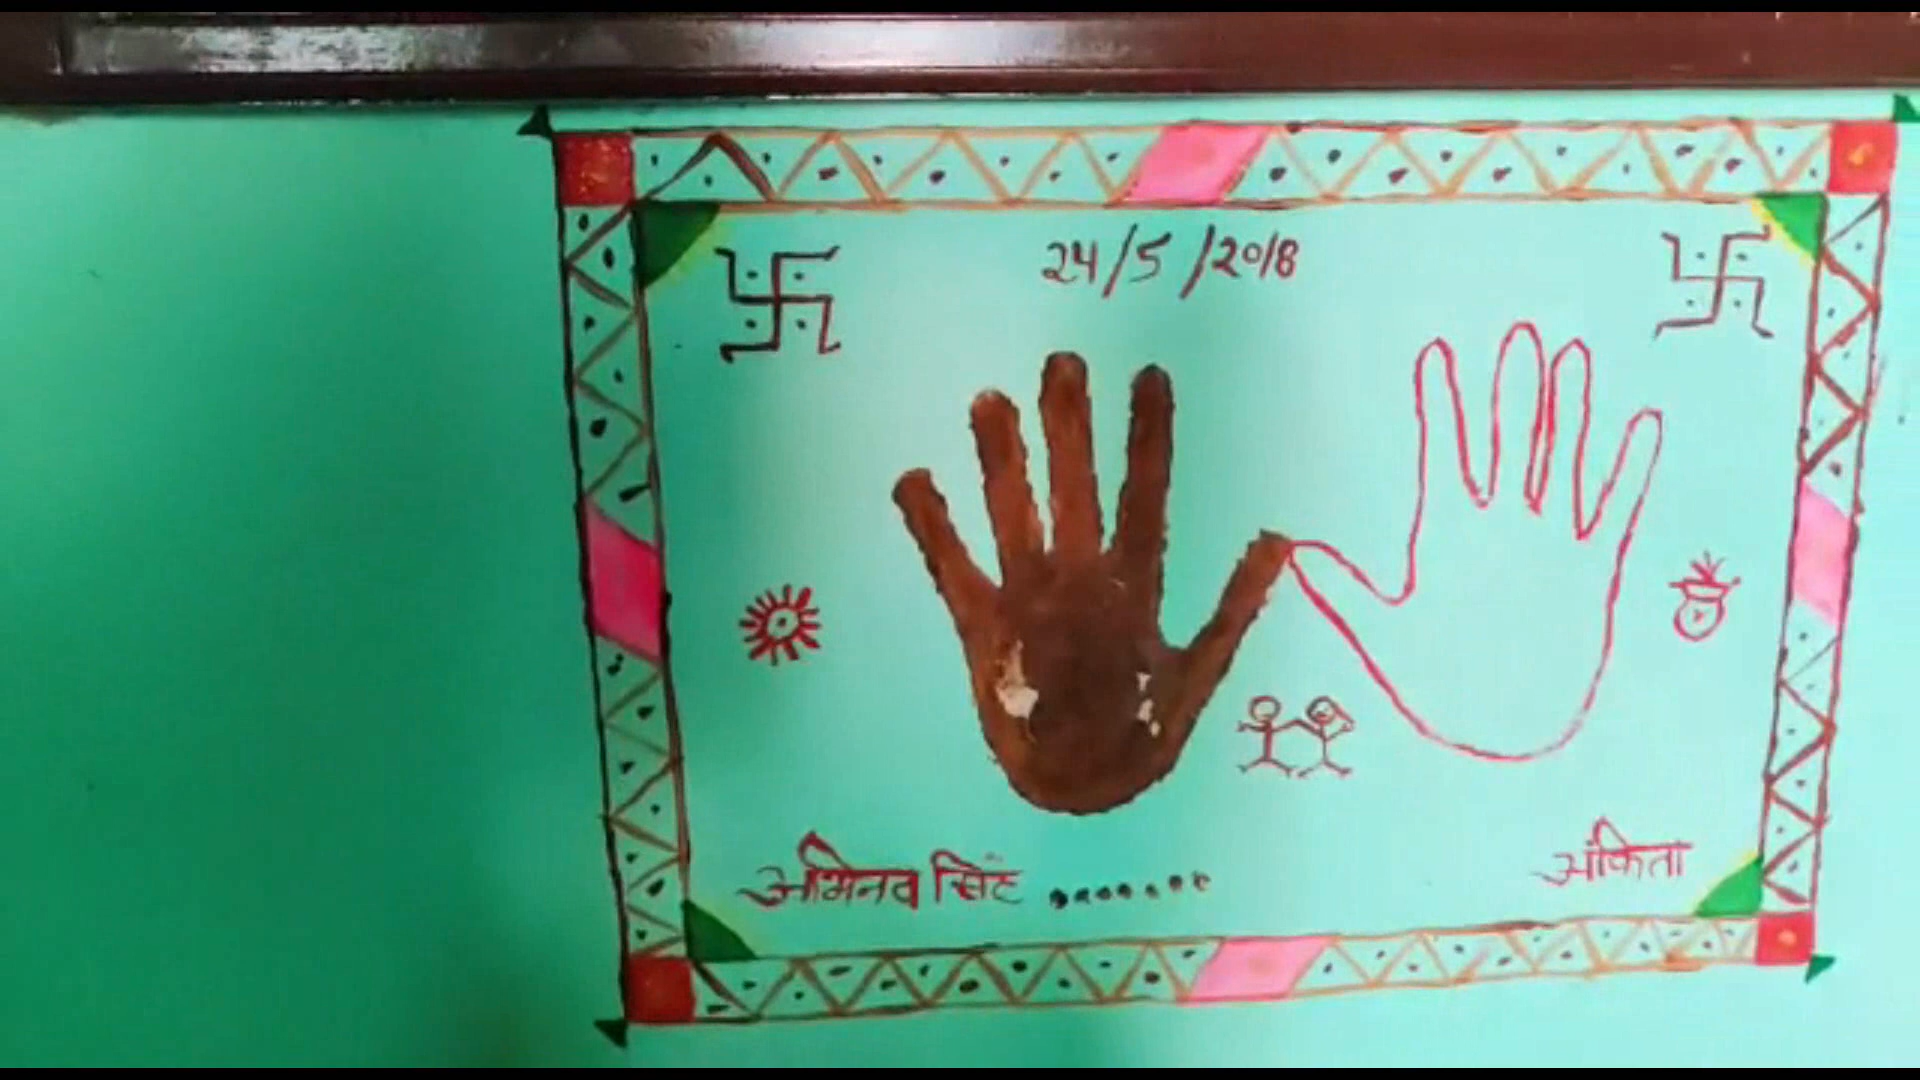 24/5/2018
अभिनव सिंह ........ अंकिता